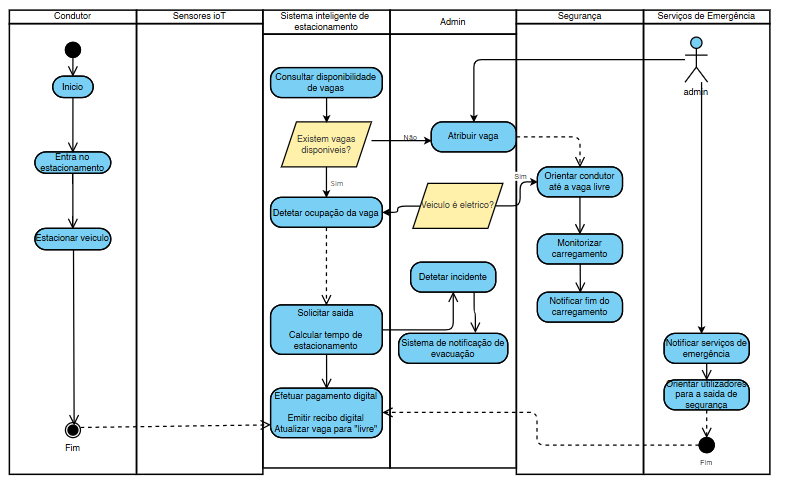 Condutor
Sensores ioT
Sistema inteligente de
estacionamento
Admin
Segurança
Serviços de Emergência
Inicio
Entra no
estacionamento
Estacionar veiculo
Fim
Consultar disponibilidade
de vagas
Existem vagas
disponiveis?
Não
Sim
Detetar ocupação da vaga
Solicitar saida
Calcular tempo de
estacionamento
Efetuar pagamento digital
Emitir recibo digital
Atualizar vaga para "livre"
Atribuir vaga
Veiculo é eletrico?
Sim
Detetar incidente
Sistema de notificação de
evacuação
Orientar condutor
até a vaga livre
Monitorizar
carregamento
Notificar fim do
carregamento
admin
Notificar serviços de
emergência
Orientar utilizadores
para a saida de
segurança
Fim